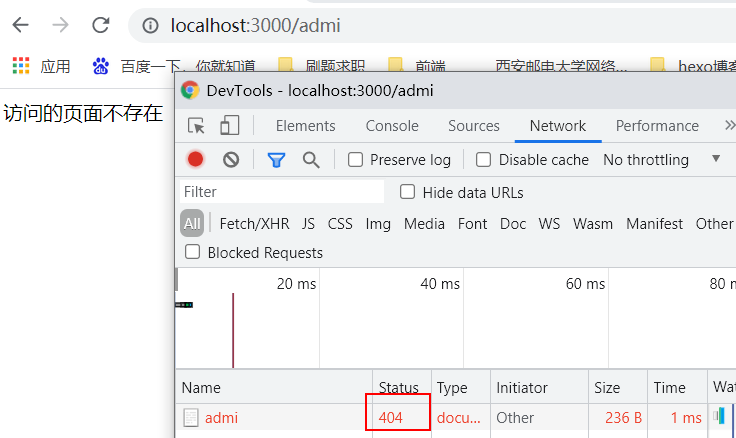 localhost:3000/admi
应用 百度一下，你就知道 刷题求职 前端 西安邮电大学网络... hexo博客
访问的页面不存在
DevTools - localhost:3000/admi
Elements Console Sources Network Performance »
Preserve log Disable cache No throttling
Filter Hide data URLs
All Fetch/XHR JS CSS Img Media Font Doc WS Wasm Manifest Other
Blocked Requests
20 ms 40 ms 60 ms 80 m
Name Status Type Initiator Size Time Wat
admi 404 docu... Other 236 B 1 ms